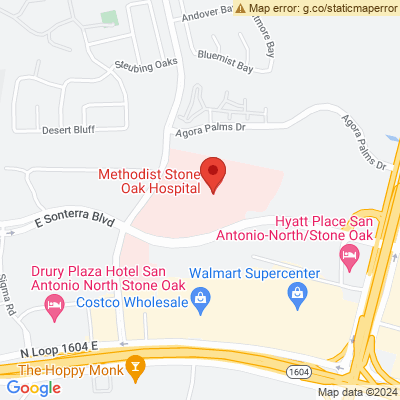 Map error: g.co/staticmaperror
Andover Bay
Bluemist Bay
Steubing Oaks
Desert Bluff
Agora Palms Dr
Agora Palms Dr
Methodist Stone
Oak Hospital
E Sonterra Blvd
Hyatt Place San
Antonio-North/Stone Oak
Sigma Rd
Drury Plaza Hotel San
Antonio North Stone Oak
Walmart Supercenter
Costco Wholesale
N Loop 1604 E
The Hoppy Monk
1604
Google
Map data ©2024